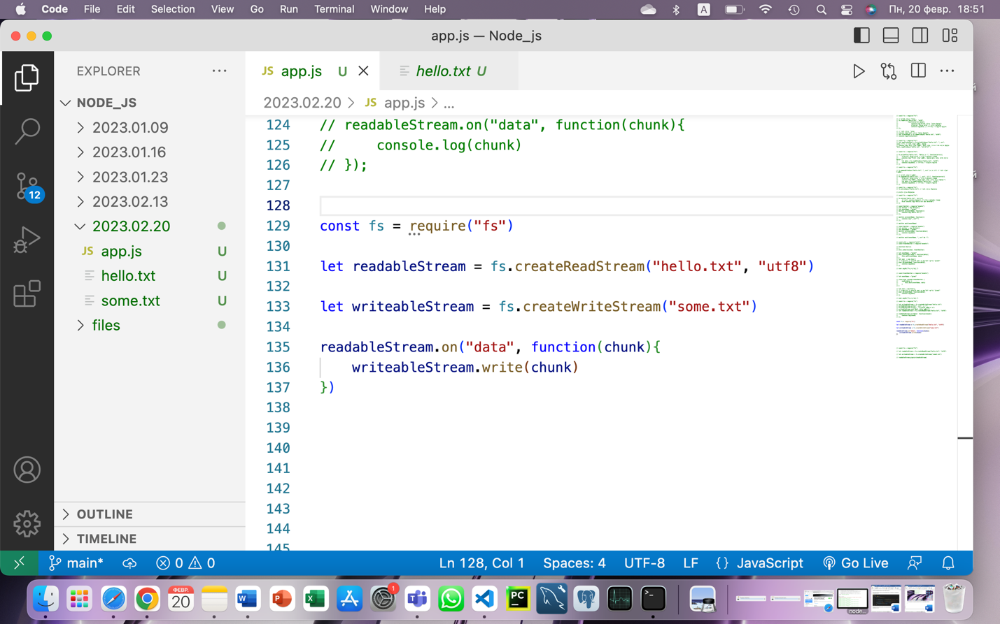 Code File Edit Selection View Go Run Terminal Window Help A Пн, 20 февр. 18:51
app.js — Node_js
EXPLORER ...
JS app.js U
hello.txt U
2023.02.20 > JS app.js > ...
NODE_JS
2023.01.09
2023.01.16
2023.01.23
2023.02.13
2023.02.20
JS app.js U
hello.txt U
some.txt U
files
12
124 // readableStream.on("data", function(chunk){
125 //     console.log(chunk)
126 // });
127
128
129 const fs = require("fs")
130
131 let readableStream = fs.createReadStream("hello.txt", "utf8")
132
133 let writeableStream = fs.createWriteStream("some.txt")
134
135 readableStream.on("data", function(chunk){
136     writeableStream.write(chunk)
137 })
138
139
140
141
142
143
144
145
OUTLINE
TIMELINE
main* 0 0 Ln 128, Col 1 Spaces: 4 UTF-8 LF {} JavaScript Go Live
ФЕВР.
20
W
P
X
1
PC
>_
node...